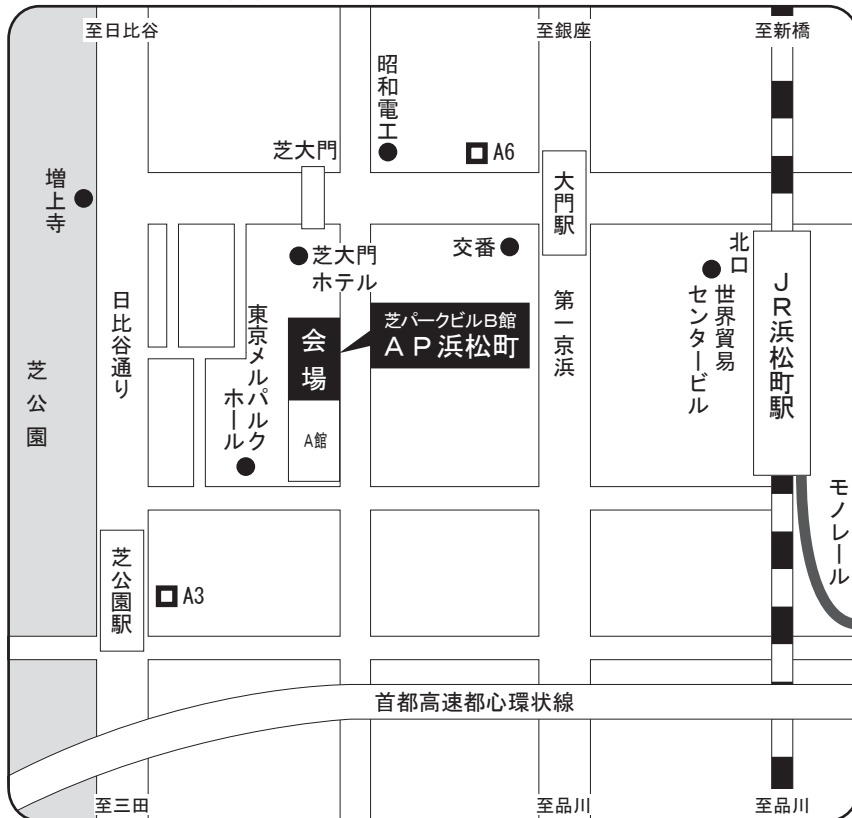 至日比谷
至銀座
至新橋
昭和電工
A6
芝大門
大門駅
増上寺
交番
北口
芝大門
ホテル
世界貿易
センタービル
JR浜松町駅
日比谷通り
第一京浜
東京メルパルク
ホール
会場
芝パークビルB館
AP浜松町
A館
芝公園
モノレール
芝公園駅
A3
首都高速都心環状線
至三田
至品川
至品川